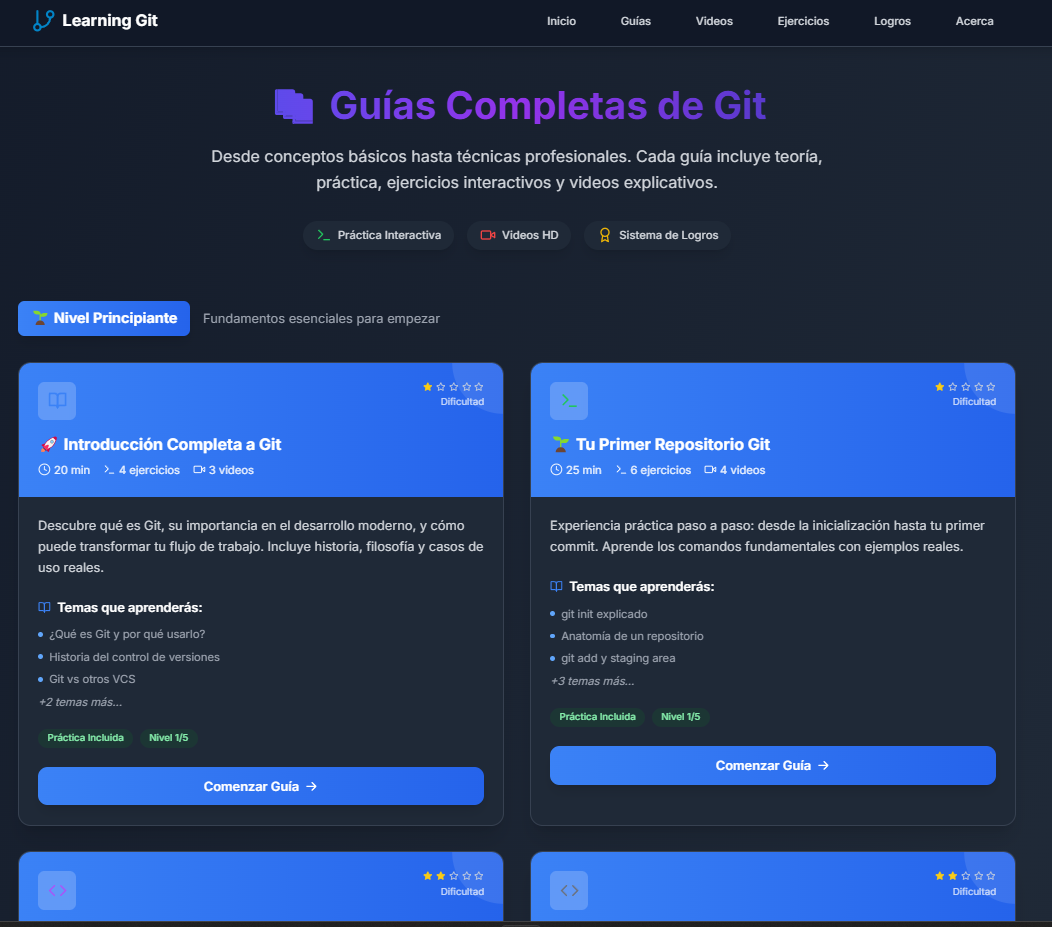 Learning Git
Inicio
Guías
Videos
Ejercicios
Logros
Acerca
Guías Completas de Git
Desde conceptos básicos hasta técnicas profesionales. Cada guía incluye teoría,
práctica, ejercicios interactivos y videos explicativos.
Práctica Interactiva
Videos HD
Sistema de Logros
Nivel Principiante
Fundamentos esenciales para empezar
Dificultad
Introducción Completa a Git
20 min
4 ejercicios
3 videos
Descubre qué es Git, su importancia en el desarrollo moderno, y cómo
puede transformar tu flujo de trabajo. Incluye historia, filosofía y casos de
uso reales.
Temas que aprenderás:
¿Qué es Git y por qué usarlo?
Historia del control de versiones
Git vs otros VCS
+2 temas más...
Práctica Incluida
Nivel 1/5
Comenzar Guía →
Dificultad
Tu Primer Repositorio Git
25 min
6 ejercicios
4 videos
Experiencia práctica paso a paso: desde la inicialización hasta tu primer
commit. Aprende los comandos fundamentales con ejemplos reales.
Temas que aprenderás:
git init explicado
Anatomía de un repositorio
git add y staging area
+3 temas más...
Práctica Incluida
Nivel 1/5
Comenzar Guía →
Dificultad
Dificultad